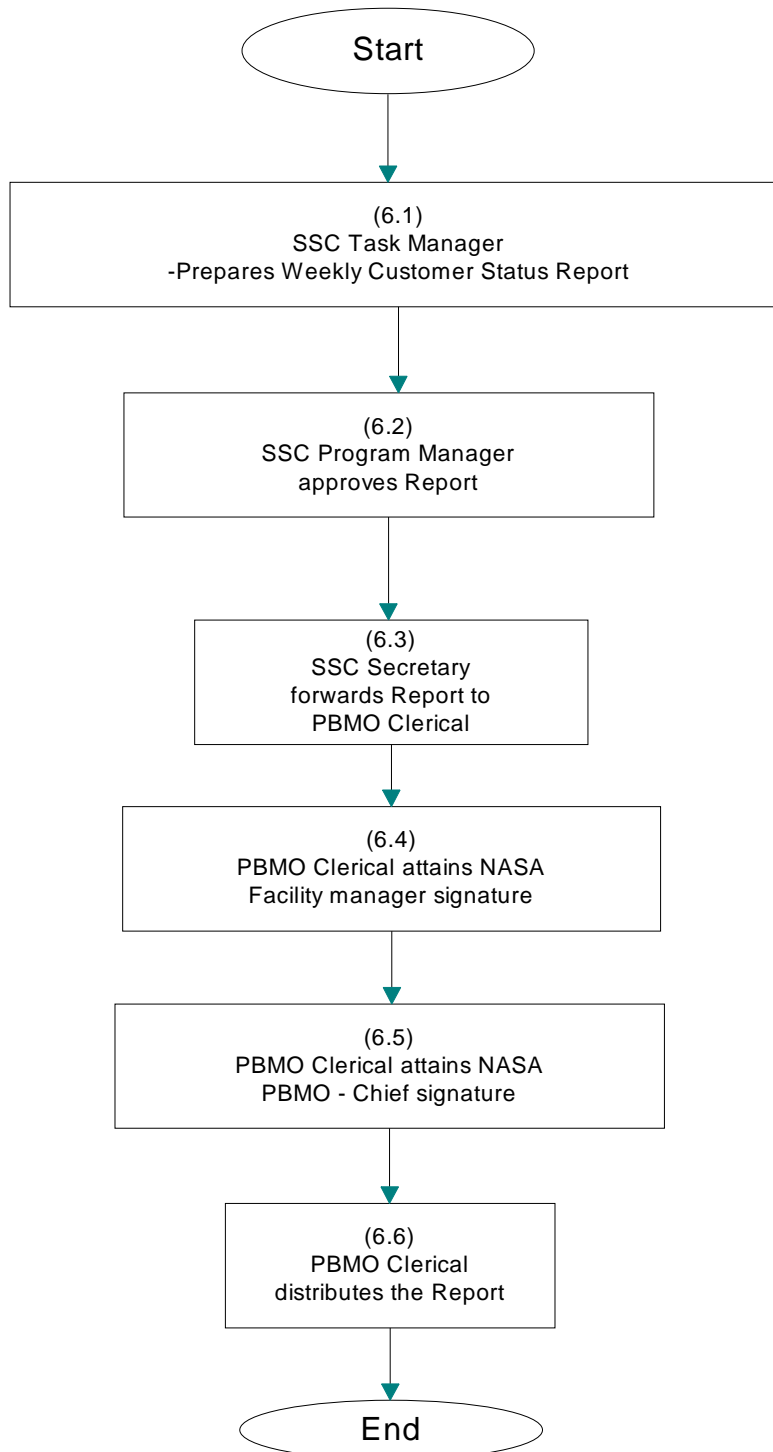 Start
(6.1)
SSC Task Manager
-Prepares Weekly Customer Status Report
(6.2)
SSC Program Manager
approves Report
(6.3)
SSC Secretary
forwards Report to
PBMO Clerical
(6.4)
PBMO Clerical attains NASA
Facility manager signature
(6.5)
PBMO Clerical attains NASA
PBMO - Chief signature
(6.6)
PBMO Clerical
distributes the Report
End